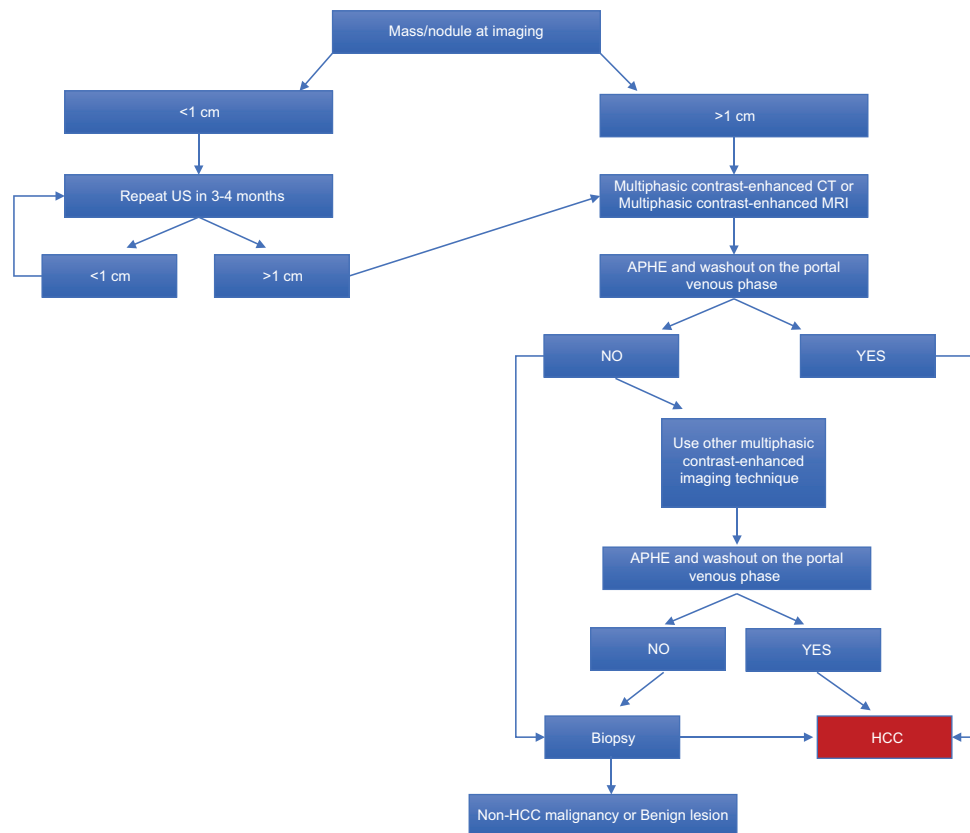 Mass/nodule at imaging
<1 cm
>1 cm
Repeat US in 3-4 months
Multiphasic contrast-enhanced CT or
Multiphasic contrast-enhanced MRI
<1 cm
>1 cm
APHE and washout on the portal
venous phase
NO
YES
Use other multiphasic
contrast-enhanced
imaging technique
APHE and washout on the portal
venous phase
NO
YES
Biopsy
HCC
Non-HCC malignancy or Benign lesion